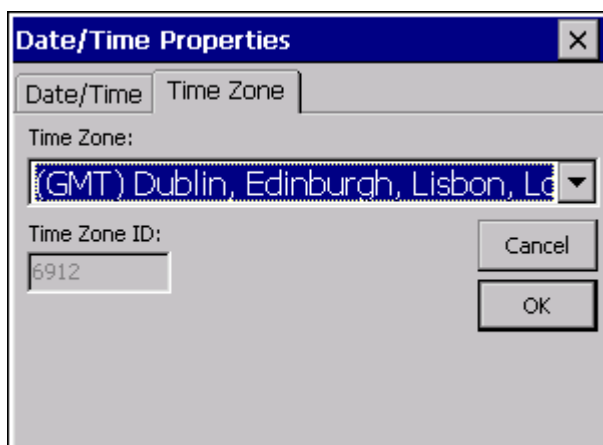 Date/Time Properties
Date/Time Time Zone
Time Zone:
(GMT) Dublin, Edinburgh, Lisbon, Lo
Time Zone ID:
Cancel
6912
OK